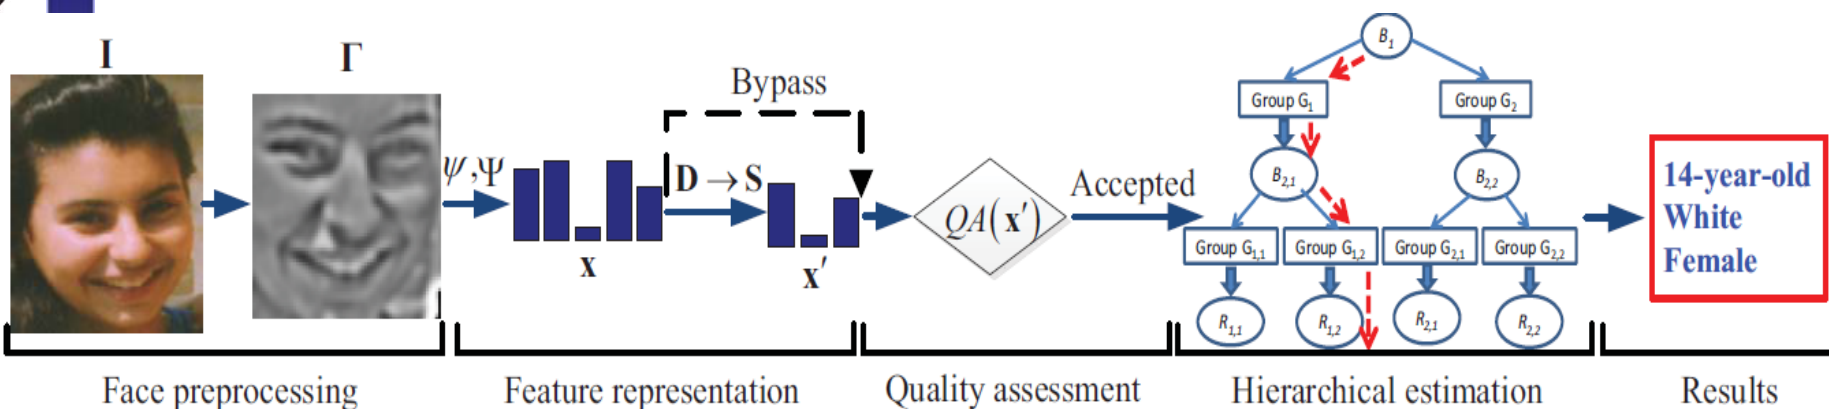 I
Γ
ψ,Ψ
x
Bypass
D → S
x′
QA(x′)
Accepted
B1
Group G1
Group G2
B2,1
B2,2
Group G1,1
Group G1,2
Group G2,1
Group G2,2
R1,1
R1,2
R2,1
R2,2
14-year-old
White
Female
Face preprocessing
Feature representation
Quality assessment
Hierarchical estimation
Results